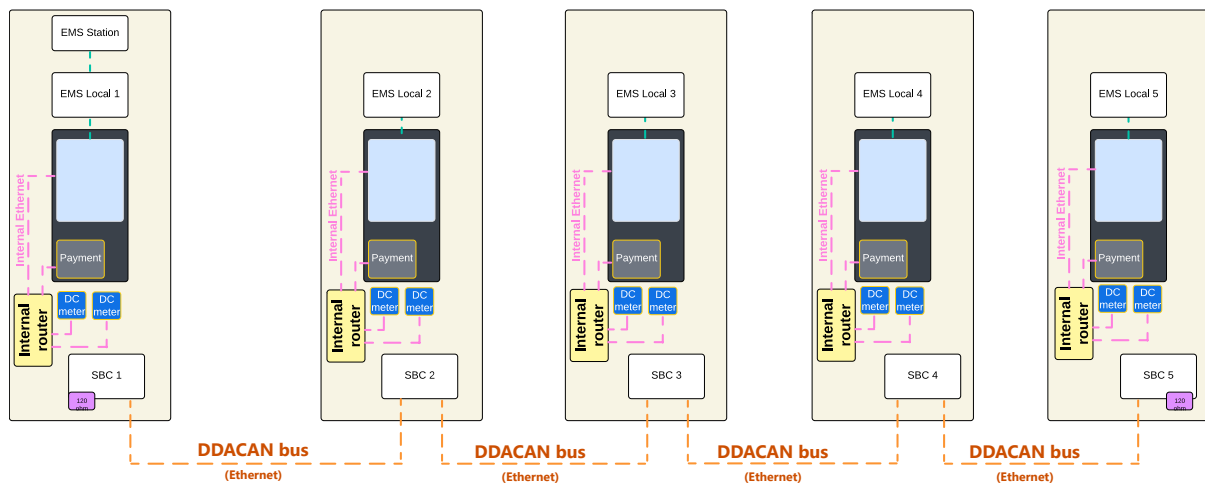 EMS Station
EMS Local 1
Internal Ethernet
Payment
Internal
router
DC
meter
DC
meter
SBC 1
120
ohm
EMS Local 2
Internal Ethernet
Payment
Internal
router
DC
meter
DC
meter
SBC 2
EMS Local 3
Internal Ethernet
Payment
Internal
router
DC
meter
DC
meter
SBC 3
EMS Local 4
Internal Ethernet
Payment
Internal
router
DC
meter
DC
meter
SBC 4
EMS Local 5
Internal Ethernet
Payment
Internal
router
DC
meter
DC
meter
SBC 5
120
ohm
DDACAN bus
(Ethernet)
DDACAN bus
(Ethernet)
DDACAN bus
(Ethernet)
DDACAN bus
(Ethernet)